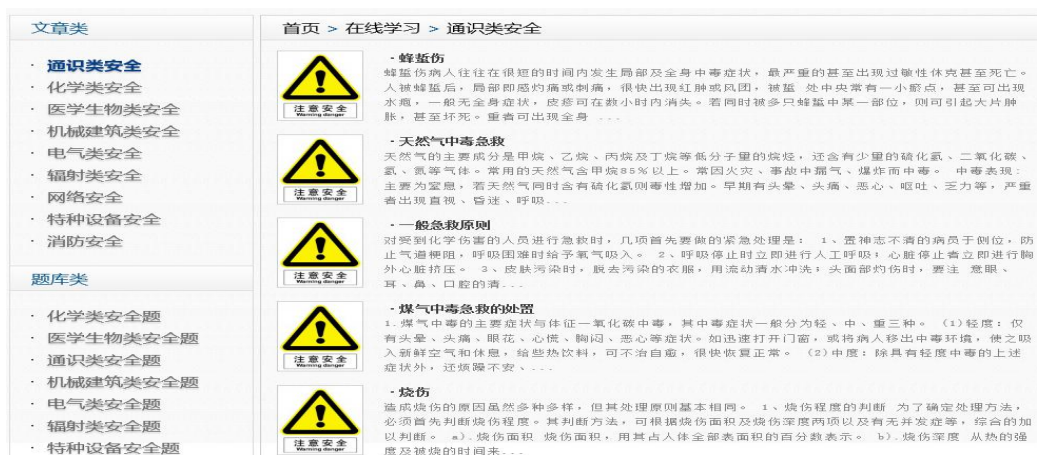 文章类
· 通识类安全
· 化学类安全
· 医学生物类安全
· 机械建筑类安全
· 电气类安全
· 辐射类安全
· 网络安全
· 特种设备安全
· 消防安全
题库类
· 化学类安全题
· 医学生物类安全题
· 通识类安全题
· 机械建筑类安全题
· 电气类安全题
· 辐射类安全题
· 特种设备安全题
首页 > 在线学习 > 通识类安全
注意安全
Warning danger
· 蜂蜇伤
蜂蜇伤病人往往在很短的时间内发生局部及全身中毒症状，最严重的甚至出现过敏性休克甚至死亡。
人被蜂蜇后，局部即感灼痛或刺痛，很快出现红肿或风团，被蜇 处中央常有一小瘀点，甚至可出现
水疱，一般无全身症状，皮疹可在数小时内消失。若同时被多只蜂蜇中某一部位，则可引起大片肿
胀，甚至坏死。重者可出现全身 ...
注意安全
Warning danger
· 天然气中毒急救
天然气的主要成分是甲烷、乙烷、丙烷及丁烷等低分子量的烷烃，还含有少量的硫化氢、二氧化碳、
氢、氮等气体。常用的天然气含甲烷85%以上。常因火灾、事故中漏气、爆炸而中毒。 中毒表现：
主要为窒息，若天然气同时含有硫化氢则毒性增加。早期有头晕、头痛、恶心、呕吐、乏力等，严重
者出现直视、昏迷、呼吸...
注意安全
Warning danger
· 一般急救原则
对受到化学伤害的人员进行急救时，几项首先要做的紧急处理是： 1、置神志不清的病员于侧位，防
止气道梗阻，呼吸困难时给予氧气吸入。 2、呼吸停止时立即进行人工呼吸；心脏停止者立即进行胸
外心脏挤压。 3、皮肤污染时，脱去污染的衣服，用流动清水冲洗；头面部灼伤时，要注 意眼、
耳、鼻、口腔的清...
注意安全
Warning danger
· 煤气中毒急救的处置
1.煤气中毒的主要症状与体征一氧化碳中毒，其中毒症状一般分为轻、中、重三种。 (1)轻度：仅
有头晕、头痛、眼花、心慌、胸闷、恶心等症状。如迅速打开门窗，或将病人移出中毒环境，使之吸
入新鲜空气和休息，给些热饮料，可不治自愈，很快恢复正常。 (2)中度：除具有轻度中毒的上述
症状外，还烦躁不安、...
注意安全
Warning danger
· 烧伤
造成烧伤的原因虽然多种多样，但其处理原则基本相同。 1、烧伤程度的判断 为了确定处理方法，
必须首先判断烧伤程度。其判断方法，可根据烧伤面积及烧伤深度两项以及有无并发症等，综合的加
以判断。 a).烧伤面积 烧伤面积，用其占人体全部表面积的百分数表示。 b).烧伤深度 从热的强
度及被烧的时间来...